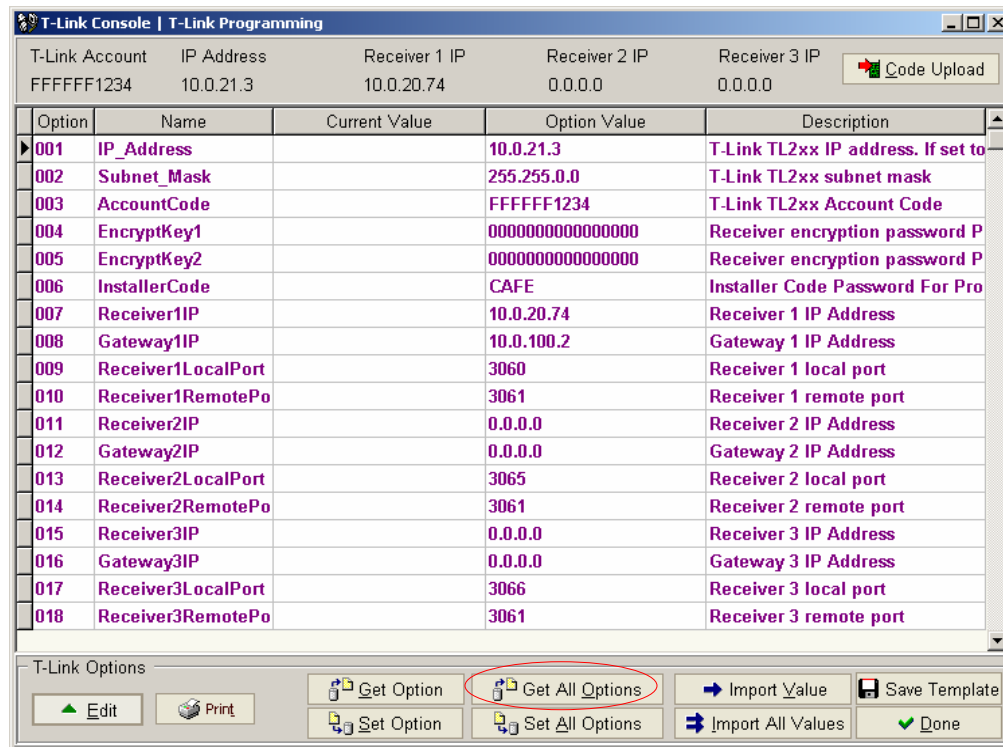 T-Link Console | T-Link Programming
T-Link Account IP Address Receiver 1 IP Receiver 2 IP Receiver 3 IP
FFFFFF1234 10.0.21.3 10.0.20.74 0.0.0.0 0.0.0.0
Code Upload
Option Name Current Value Option Value Description
001 IP_Address 10.0.21.3 T-Link TL2xx IP address. If set to
002 Subnet_Mask 255.255.0.0 T-Link TL2xx subnet mask
003 AccountCode FFFFFF1234 T-Link TL2xx Account Code
004 EncryptKey1 0000000000000000 Receiver encryption password P
005 EncryptKey2 0000000000000000 Receiver encryption password P
006 InstallerCode CAFE Installer Code Password For Pro
007 Receiver1IP 10.0.20.74 Receiver 1 IP Address
008 Gateway1IP 10.0.100.2 Gateway 1 IP Address
009 Receiver1LocalPort 3060 Receiver 1 local port
010 Receiver1RemotePo 3061 Receiver 1 remote port
011 Receiver2IP 0.0.0.0 Receiver 2 IP Address
012 Gateway2IP 0.0.0.0 Gateway 2 IP Address
013 Receiver2LocalPort 3065 Receiver 2 local port
014 Receiver2RemotePo 3061 Receiver 2 remote port
015 Receiver3IP 0.0.0.0 Receiver 3 IP Address
016 Gateway3IP 0.0.0.0 Gateway 3 IP Address
017 Receiver3LocalPort 3066 Receiver 3 local port
018 Receiver3RemotePo 3061 Receiver 3 remote port
T-Link Options
Edit Print Get Option Get All Options Import Value Save Template
Set Option Set All Options Import All Values Done